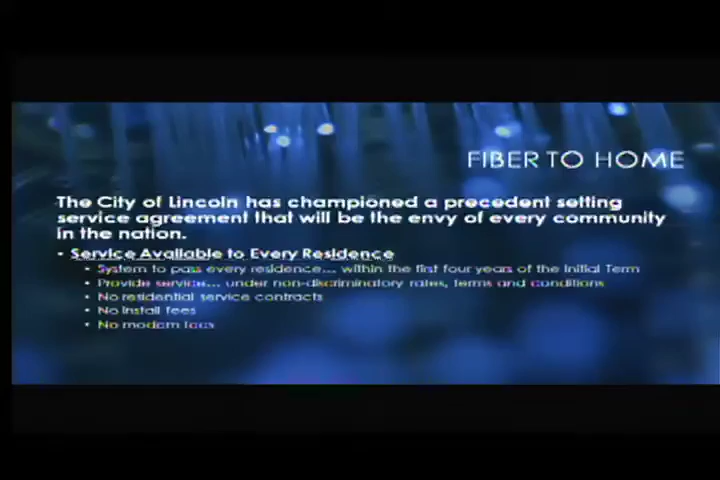 FIBER TO HOME
The City of Lincoln has championed a precedent setting
service agreement that will be the envy of every community
in the nation.
• Service Available to Every Residence
• System to pass every residence... within the first four years of the Initial Term
• Provide service... under non-discriminatory rates, terms and conditions
• No residential service contracts
• No install fees
• No modem fees